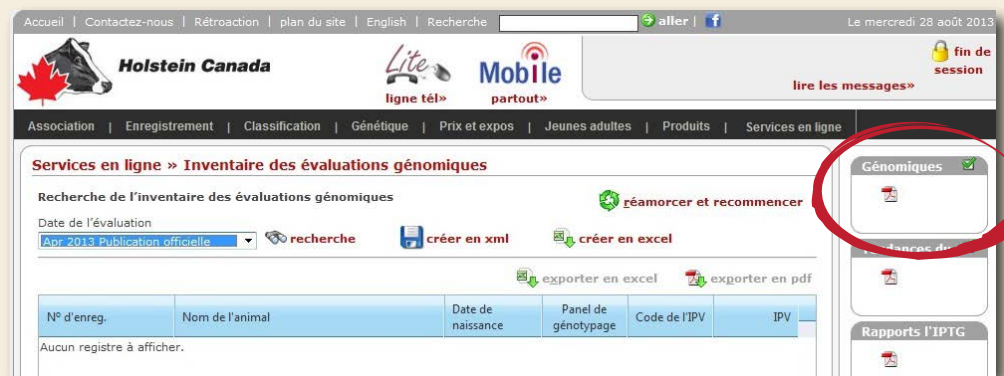 Accueil | Contactez-nous | Rétroaction | plan du site | English | Recherche aller | f Le mercredi 28 août 2013
Holstein Canada
Lite
ligne tél»
Mobile
partout»
fin de
session
lire les messages»
Association | Enregistrement | Classification | Génétique | Prix et expos | Jeunes adultes | Produits | Services en ligne
Services en ligne » Inventaire des évaluations génomiques
Recherche de l'inventaire des évaluations génomiques
réamorcer et recommencer
Date de l'évaluation
Apr 2013 Publication officielle recherche créer en xml créer en excel
exporter en excel exporter en pdf
Nº d'enreg. Nom de l'animal Date de naissance Panel de génotypage Code de l'IPV IPV
Aucun registre à afficher.
Génomiques
Rapports l'IPTG